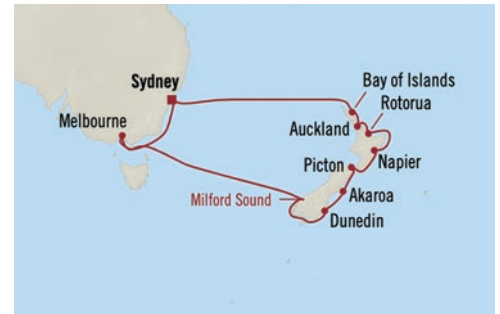 Sydney
Bay of Islands
Rotorua
Melbourne
Auckland
Picton
Napier
Milford Sound
Akaroa
Dunedin